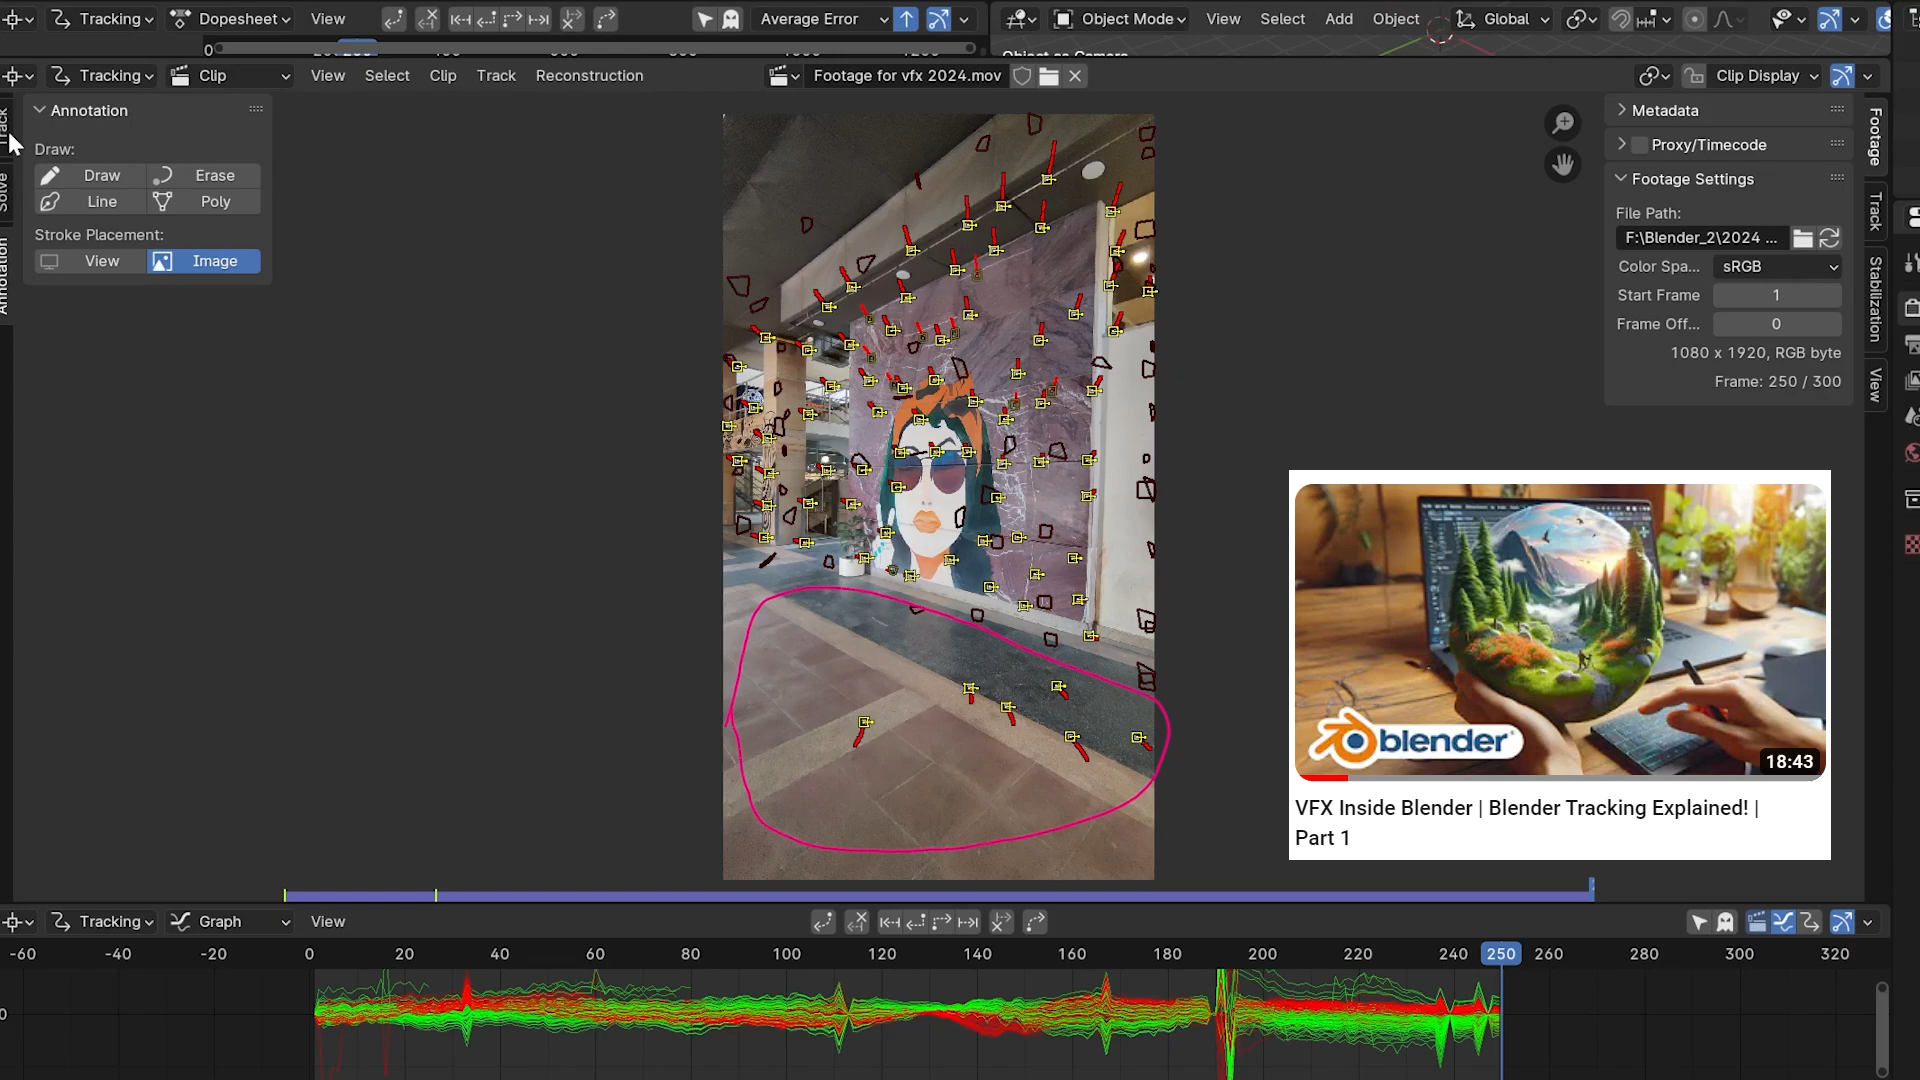 Tracking Dopesheet View Average Error Object Mode View Select Add Object Global
0
Tracking Clip View Select Clip Track Reconstruction Footage for vfx 2024.mov Clip Display
Annotation
Draw:
Draw Erase
Line Poly
Stroke Placement:
View Image
Track
Solve
Annotation
Metadata
Proxy/Timecode
Footage Settings
File Path:
F:\Blender_2\2024 ...
Color Spa... sRGB
Start Frame 1
Frame Off... 0
1080 x 1920, RGB byte
Frame: 250 / 300
Footage
Track
Stabilization
View
blender
18:43
VFX Inside Blender | Blender Tracking Explained! |
Part 1
Tracking Graph View
-60 -40 -20 0 20 40 60 80 100 120 140 160 180 200 220 240 250 260 280 300 320
0